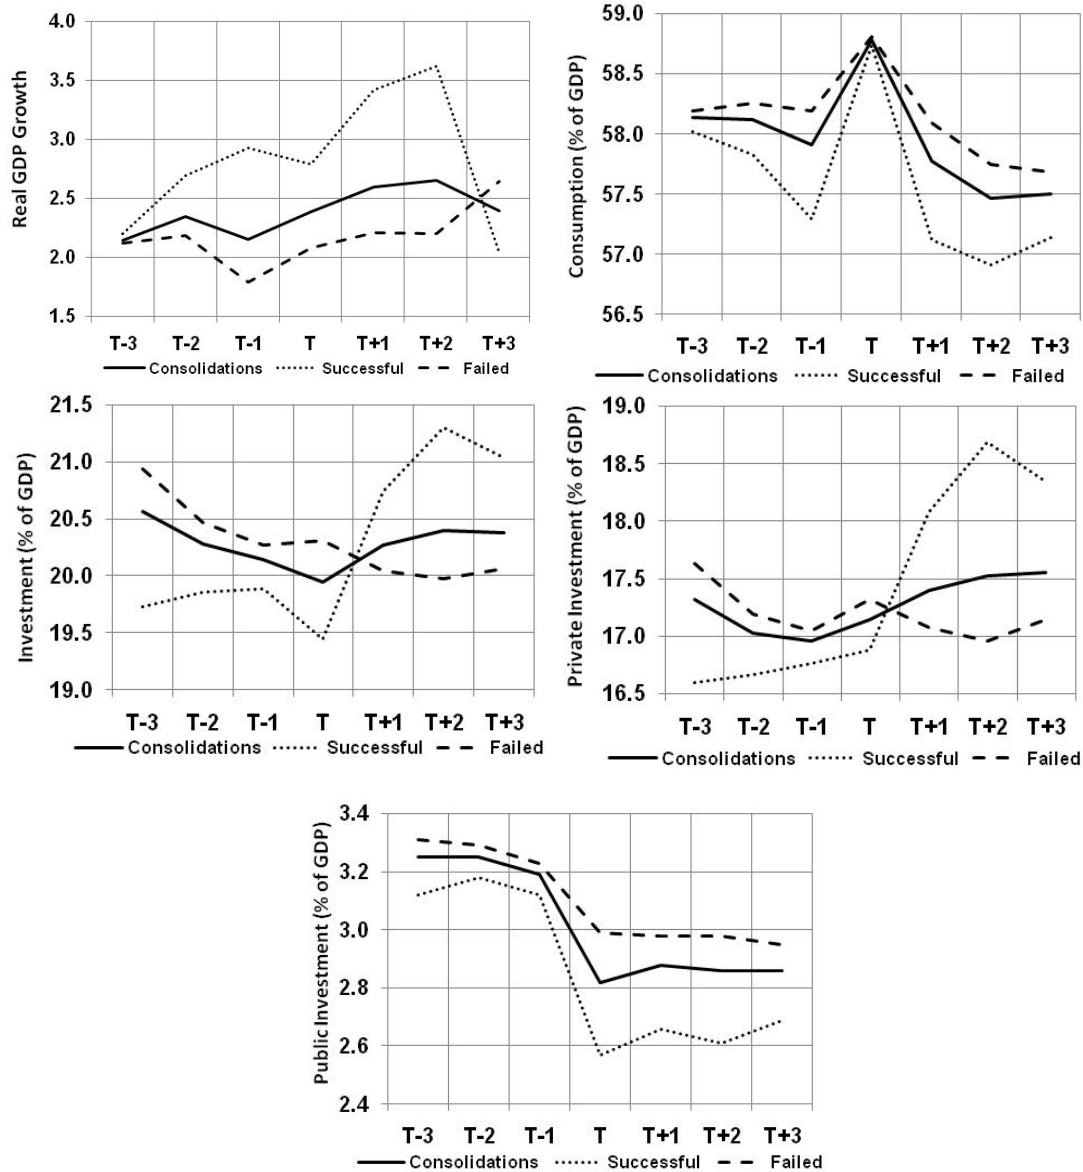 Real GDP Growth
4.0
3.5
3.0
2.5
2.0
1.5
T-3 T-2 T-1 T T+1 T+2 T+3
Consolidations Successful Failed
Consumption (% of GDP)
59.0
58.5
58.0
57.5
57.0
56.5
T-3 T-2 T-1 T T+1 T+2 T+3
Consolidations Successful Failed
Investment (% of GDP)
21.5
21.0
20.5
20.0
19.5
19.0
T-3 T-2 T-1 T T+1 T+2 T+3
Consolidations Successful Failed
Private Investment (% of GDP)
19.0
18.5
18.0
17.5
17.0
16.5
T-3 T-2 T-1 T T+1 T+2 T+3
Consolidations Successful Failed
Public Investment (% of GDP)
3.4
3.2
3.0
2.8
2.6
2.4
T-3 T-2 T-1 T T+1 T+2 T+3
Consolidations Successful Failed